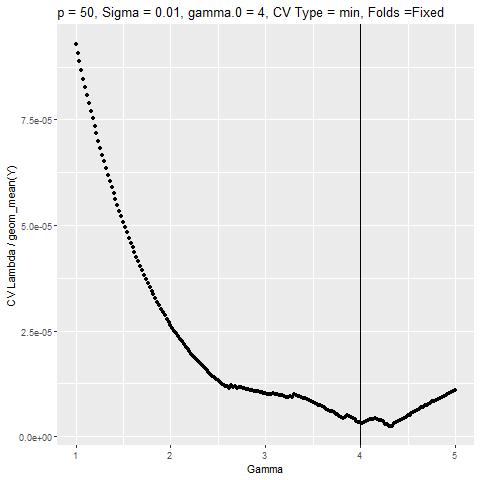 p = 50, Sigma = 0.01, gamma.0 = 4, CV Type = min, Folds =Fixed
CV Lambda / geom_mean(Y)
7.5e-05
5.0e-05
2.5e-05
0.0e+00
1 2 3 4 5
Gamma